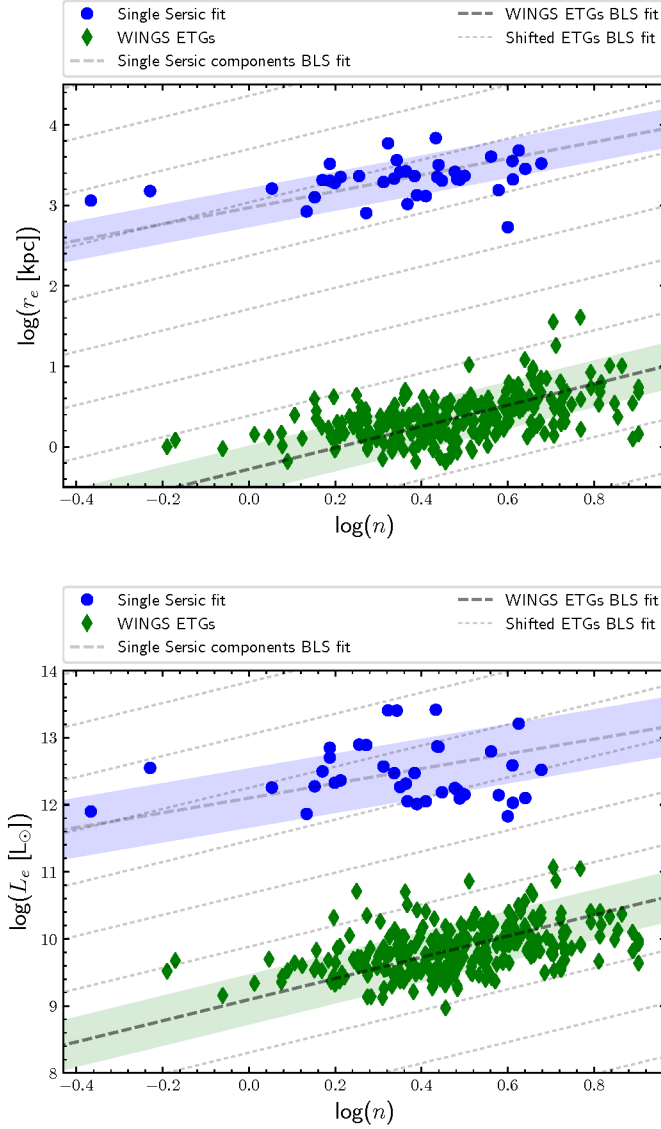 Single Sersic fit
WINGS ETGs
Single Sersic components BLS fit
WINGS ETGs BLS fit
Shifted ETGs BLS fit
4
3
2
1
0
log(r_e [kpc])
−0.4 −0.2 0.0 0.2 0.4 0.6 0.8
log(n)
Single Sersic fit
WINGS ETGs
Single Sersic components BLS fit
WINGS ETGs BLS fit
Shifted ETGs BLS fit
14
13
12
11
10
9
8
log(L_e [L_⊙])
−0.4 −0.2 0.0 0.2 0.4 0.6 0.8
log(n)